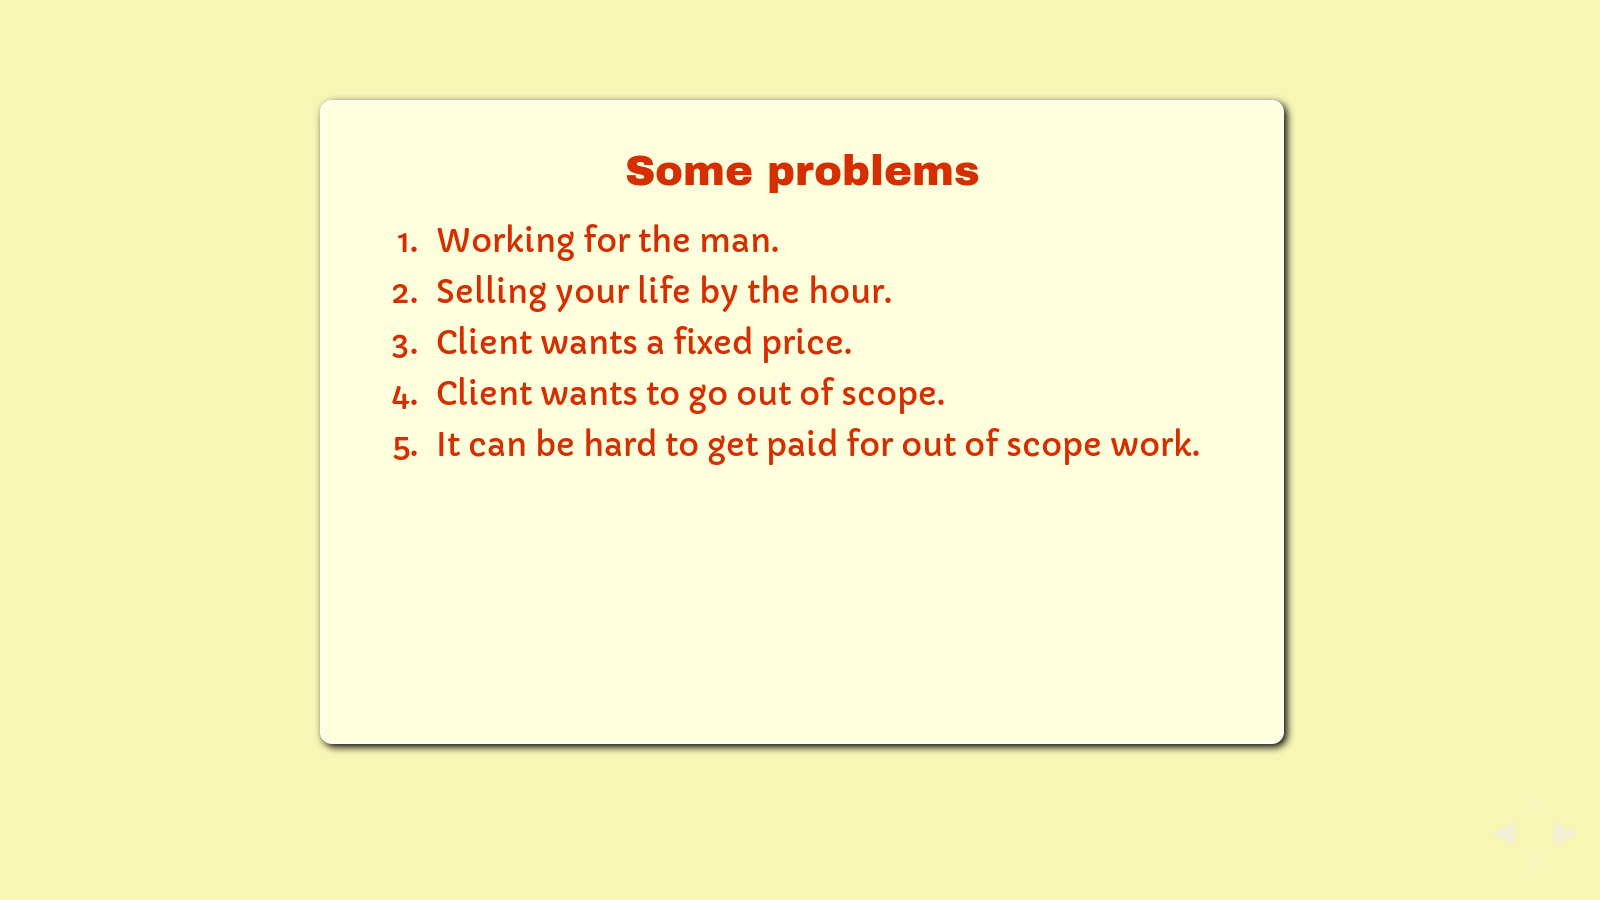 Some problems
1. Working for the man.
2. Selling your life by the hour.
3. Client wants a fixed price.
4. Client wants to go out of scope.
5. It can be hard to get paid for out of scope work.